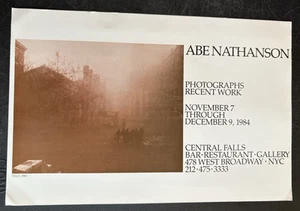 ABE NATHANSON
PHOTOGRAPHS
RECENT WORK
NOVEMBER 7
THROUGH
DECEMBER 9, 1984
CENTRAL FALLS
BAR•RESTAURANT•GALLERY
478 WEST BROADWAY•NYC
212•475•3333